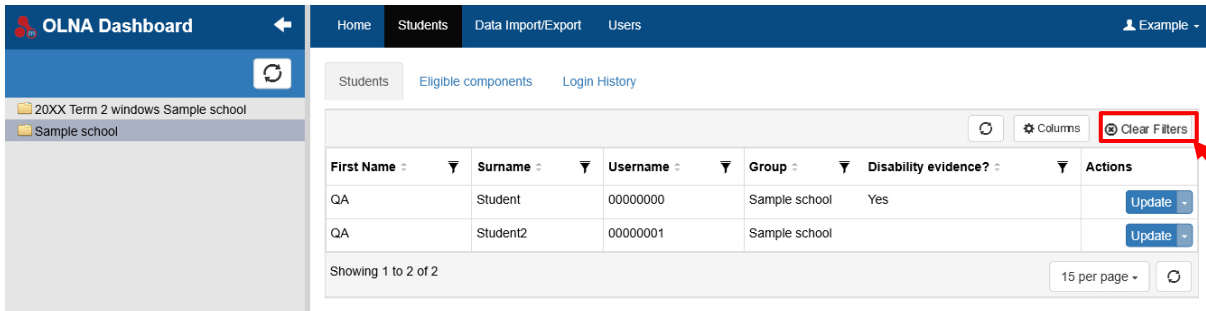 OLNA Dashboard
Home Students Data Import/Export Users Example
Students Eligible components Login History
20XX Term 2 windows Sample school
Sample school
Columns Clear Filters
First Name Surname Username Group Disability evidence? Actions
QA Student 00000000 Sample school Yes Update
QA Student2 00000001 Sample school Update
Showing 1 to 2 of 2
15 per page